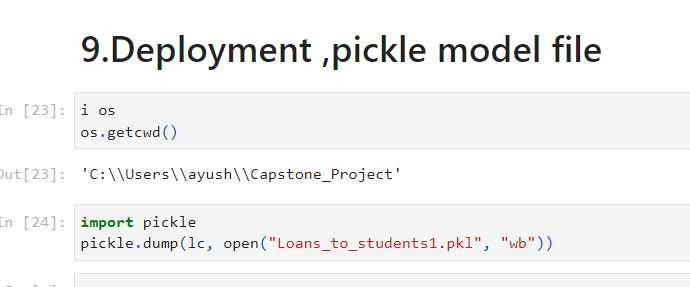 9.Deployment ,pickle model file
In [23]:
i os
os.getcwd()
Out[23]:
'C:\\Users\\ayush\\Capstone_Project'
In [24]:
import pickle
pickle.dump(lc, open("Loans_to_students1.pkl", "wb"))